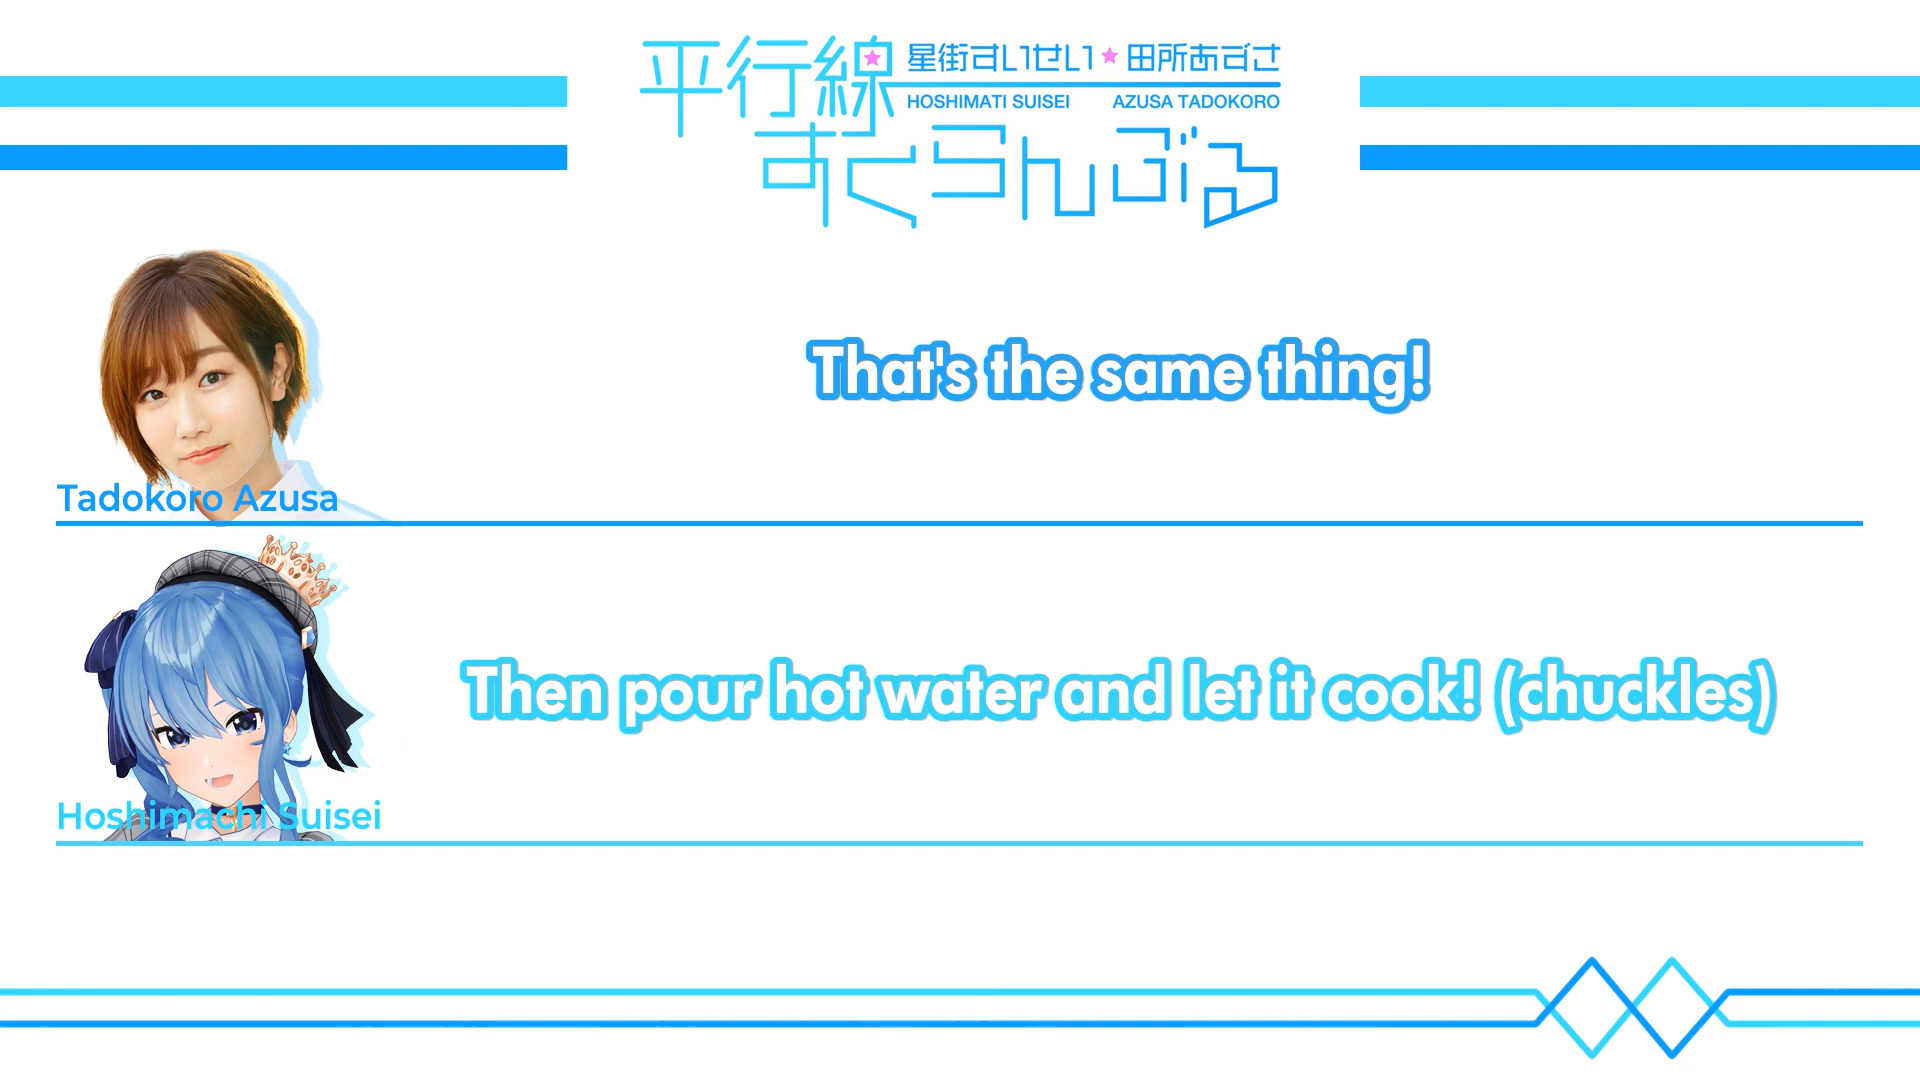 平行線
星街すいせい★田所あずさ
HOSHIMATI SUISEI AZUSA TADOKORO
すくらんぶる
That's the same thing!
Tadokoro Azusa
Then pour hot water and let it cook! (chuckles)
Hoshimachi Suisei